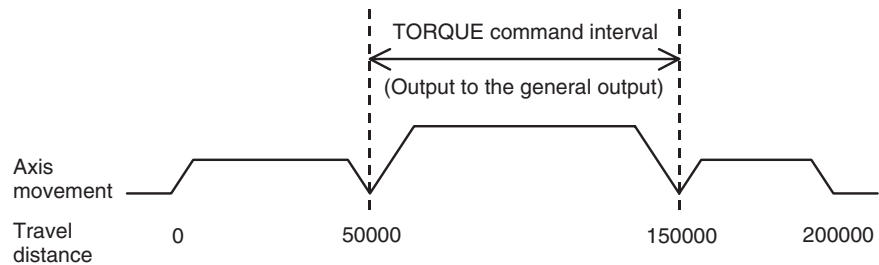 TORQUE command interval
(Output to the general output)
Axis
movement
Travel
distance
0
50000
150000
200000